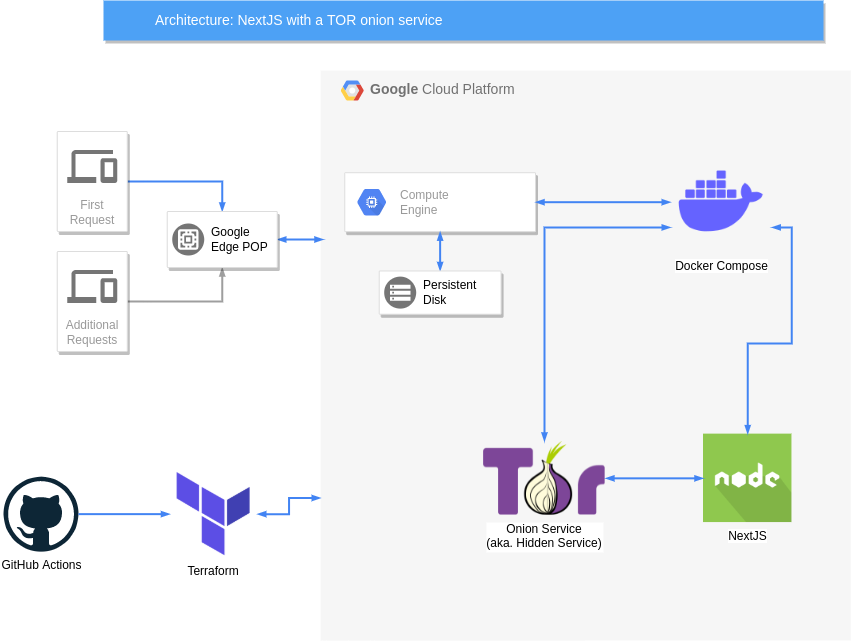 Architecture: NextJS with a TOR onion service
Google Cloud Platform
First
Request
Google
Edge POP
Additional
Requests
Compute
Engine
Persistent
Disk
Docker Compose
Tor
Onion Service
(aka. Hidden Service)
node
NextJS
GitHub Actions
Terraform